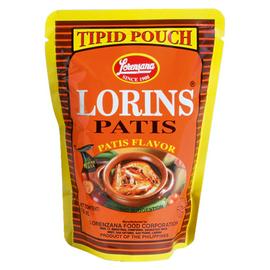 TIPID POUCH
Lorenzana
SINCE 1908
LORINS®
PATIS
PATIS FLAVOR
LORENZANA FOOD CORPORATION
PRODUCT OF THE PHILIPPINES